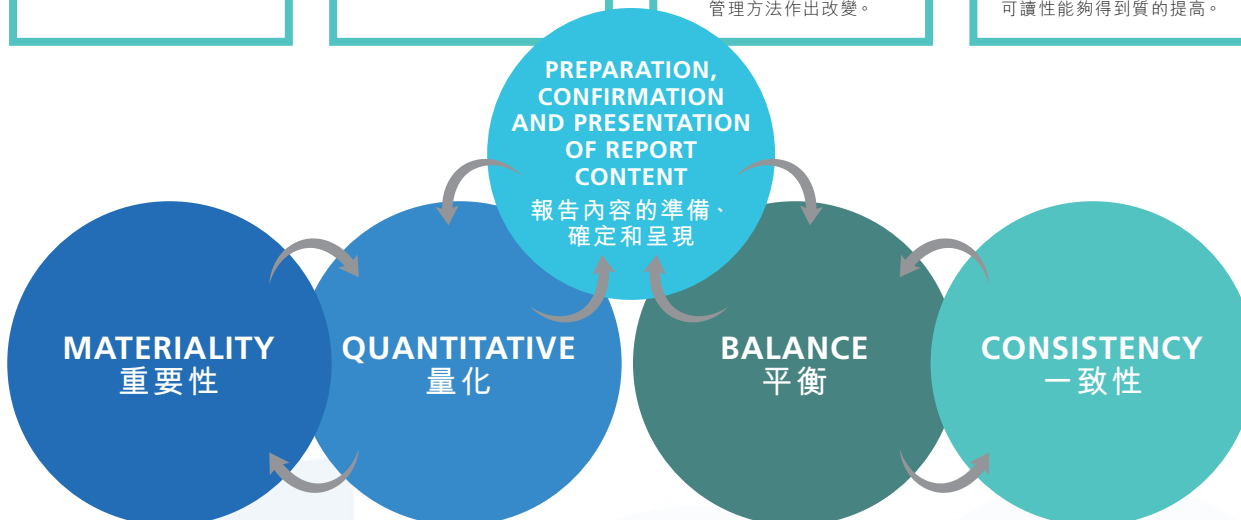 管理方法作出改變。
可讀性能夠得到質的提高。
PREPARATION,
CONFIRMATION
AND PRESENTATION
OF REPORT
CONTENT
報告內容的準備、
確定和呈現
MATERIALITY
重要性
QUANTITATIVE
量化
BALANCE
平衡
CONSISTENCY
一致性